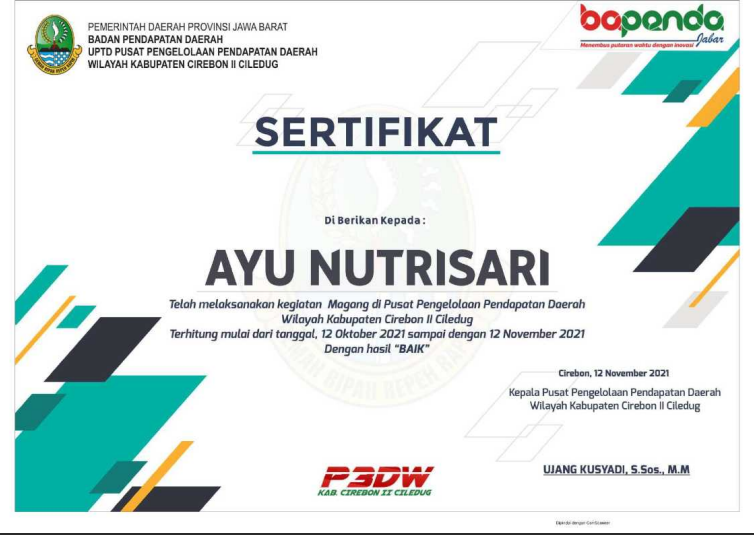 PEMERINTAH DAERAH PROVINSI JAWA BARAT
BADAN PENDAPATAN DAERAH
UPTD PUSAT PENGELOLAAN PENDAPATAN DAERAH
WILAYAH KABUPATEN CIREBON II CILEDUG
bapenda
Jabar
Menembus putaran waktu dengan inovasi
SERTIFIKAT
Di Berikan Kepada :
AYU NUTRISARI
Telah melaksanakan kegiatan Magang di Pusat Pengelolaan Pendapatan Daerah
Wilayah Kabupaten Cirebon II Ciledug
Terhitung mulai dari tanggal, 12 Oktober 2021 sampai dengan 12 November 2021
Dengan hasil "BAIK"
Cirebon, 12 November 2021
Kepala Pusat Pengelolaan Pendapatan Daerah
Wilayah Kabupaten Cirebon II Ciledug
UJANG KUSYADI, S.Sos., M.M
P3DW
KAB. CIREBON II CILEDUG